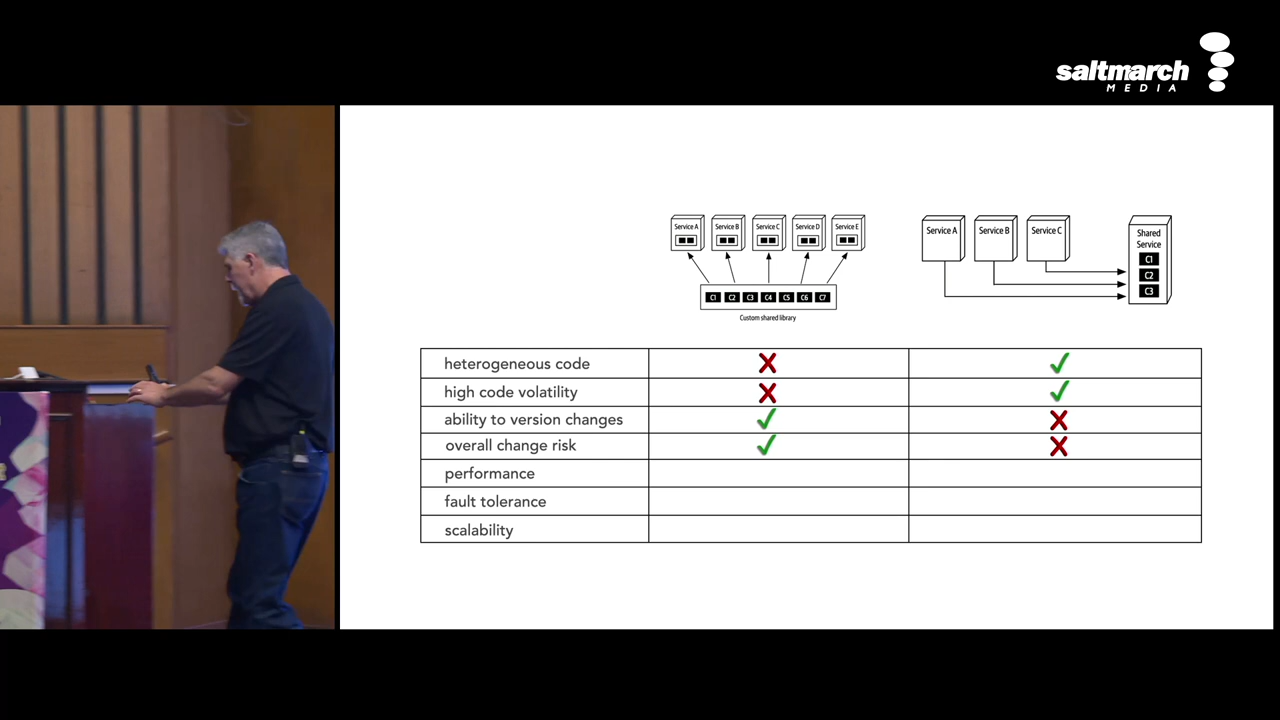 saltmarch
MEDIA
Service A
Service B
Service C
Service D
Service E
C1 C2 C3 C4 C5 C6 C7
Custom shared library
Service A
Service B
Service C
Shared
Service
C1
C2
C3
heterogeneous code
high code volatility
ability to version changes
overall change risk
performance
fault tolerance
scalability